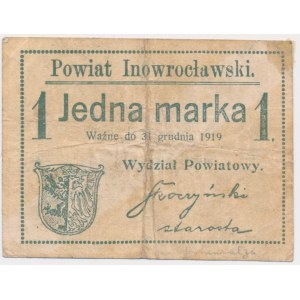 Powiat Inowrocławski.
1 Jedna marka 1.
Ważne do 31 grudnia 1919
Wydział Powiatowy.
starosta